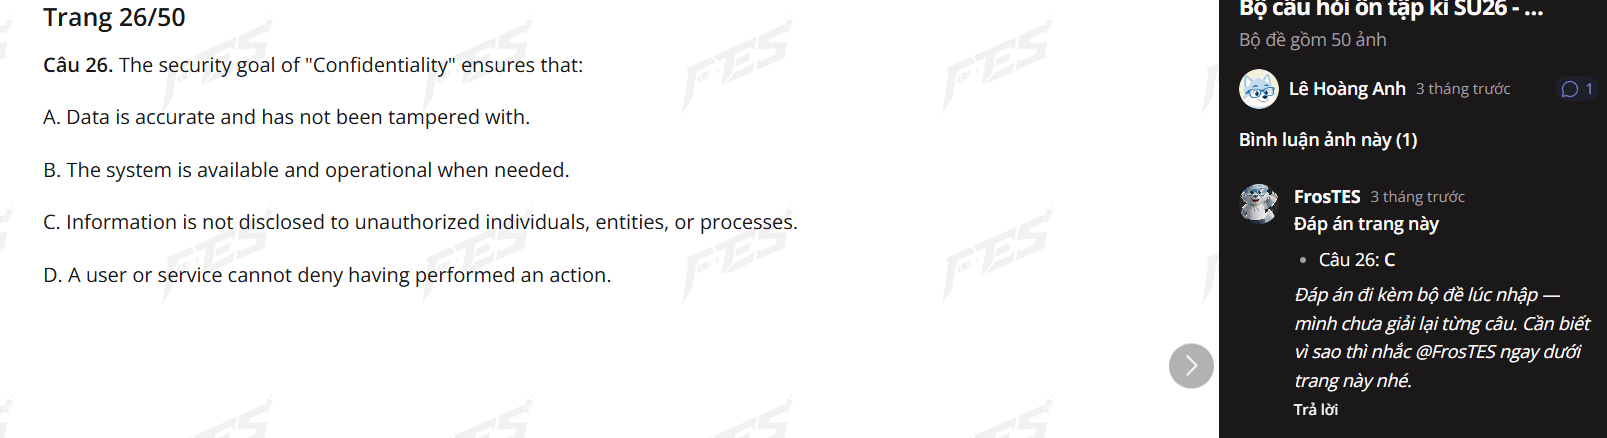 Trang 26/50
Câu 26. The security goal of "Confidentiality" ensures that:
A. Data is accurate and has not been tampered with.
B. The system is available and operational when needed.
C. Information is not disclosed to unauthorized individuals, entities, or processes.
D. A user or service cannot deny having performed an action.
Bộ câu hỏi ôn tập kì SU26 - ...
Bộ đề gồm 50 ảnh
Lê Hoàng Anh 3 tháng trước 1
Bình luận ảnh này (1)
FrosTES 3 tháng trước
Đáp án trang này
• Câu 26: C
Đáp án đi kèm bộ đề lúc nhập —
mình chưa giải lại từng câu. Cần biết
vì sao thì nhắc @FrosTES ngay dưới
trang này nhé.
Trả lời